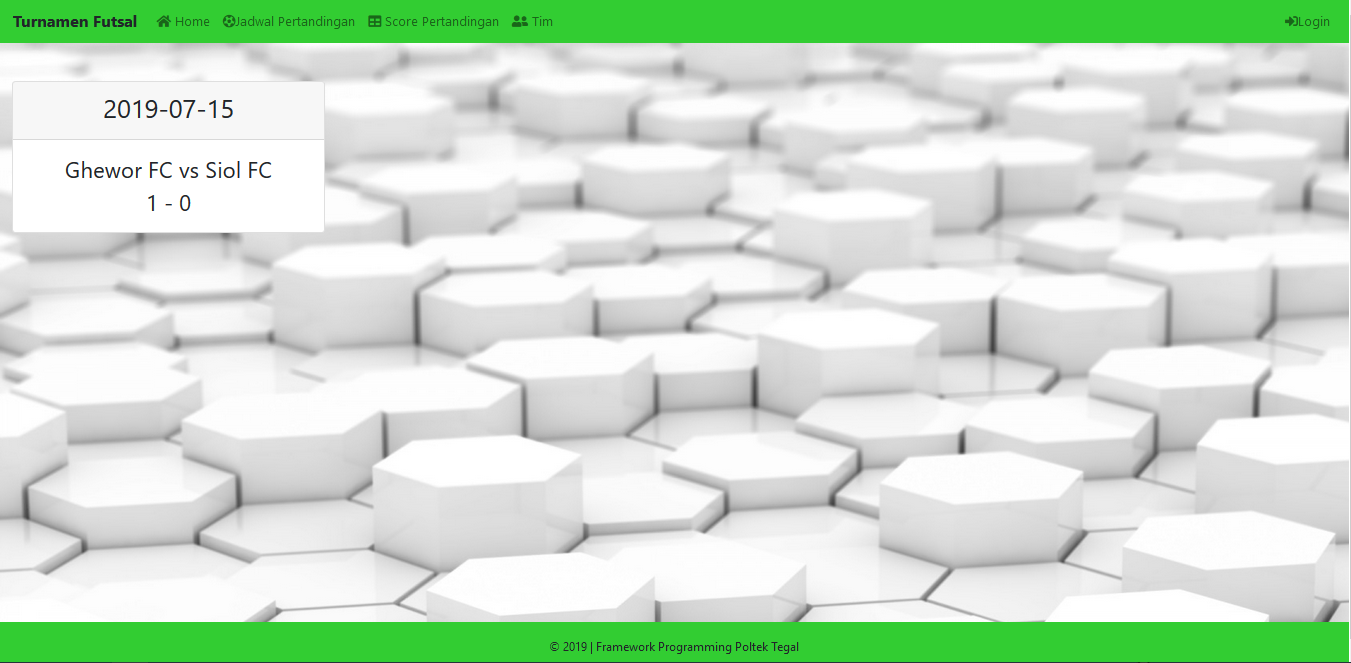 Turnamen Futsal Home Jadwal Pertandingan Score Pertandingan Tim Login
2019-07-15
Ghewor FC vs Siol FC
1 - 0
© 2019 | Framework Programming Poltek Tegal